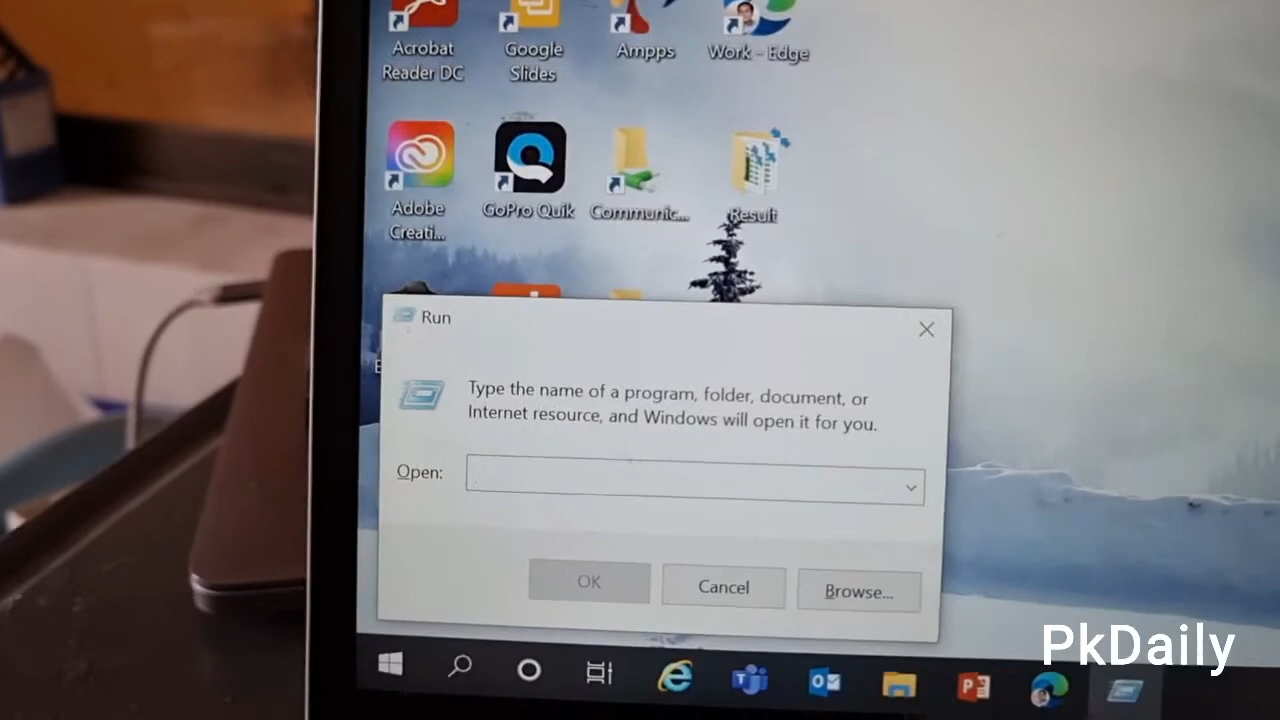 Acrobat
Reader DC
Google
Slides
Ampps
Work - Edge
Adobe
Creati...
GoPro Quik
Communic...
Result
Run
Type the name of a program, folder, document, or
Internet resource, and Windows will open it for you.
Open:
OK
Cancel
Browse...
PkDaily